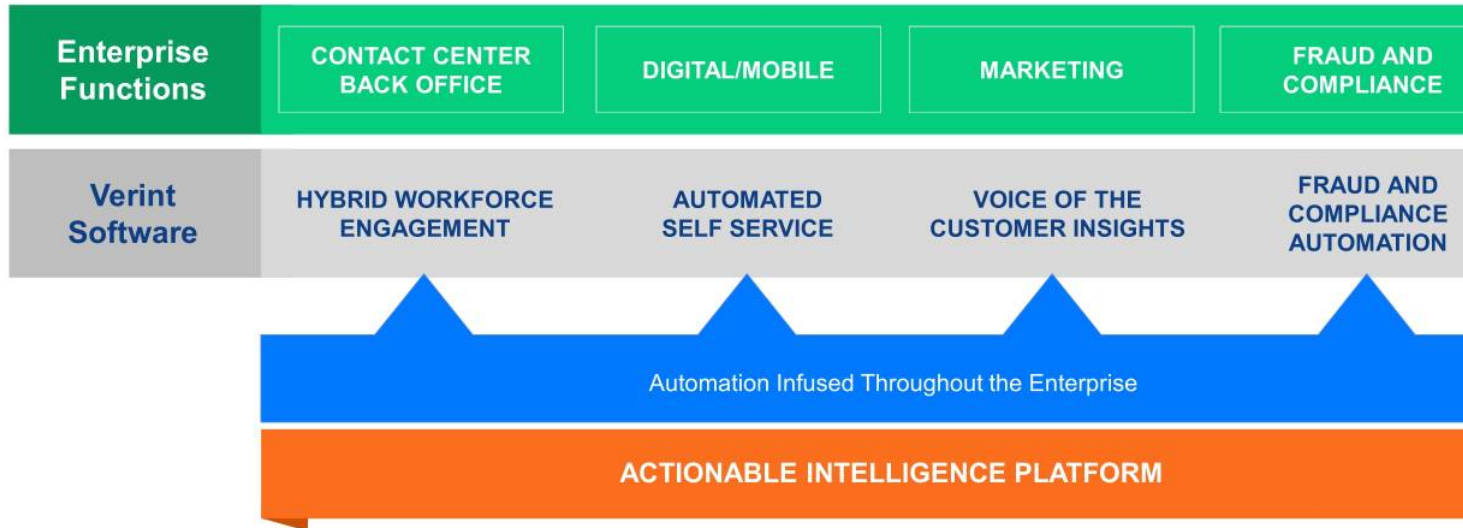 Enterprise
Functions
CONTACT CENTER
BACK OFFICE
DIGITAL/MOBILE
MARKETING
FRAUD AND
COMPLIANCE
Verint
Software
HYBRID WORKFORCE
ENGAGEMENT
AUTOMATED
SELF SERVICE
VOICE OF THE
CUSTOMER INSIGHTS
FRAUD AND
COMPLIANCE
AUTOMATION
Automation Infused Throughout the Enterprise
ACTIONABLE INTELLIGENCE PLATFORM